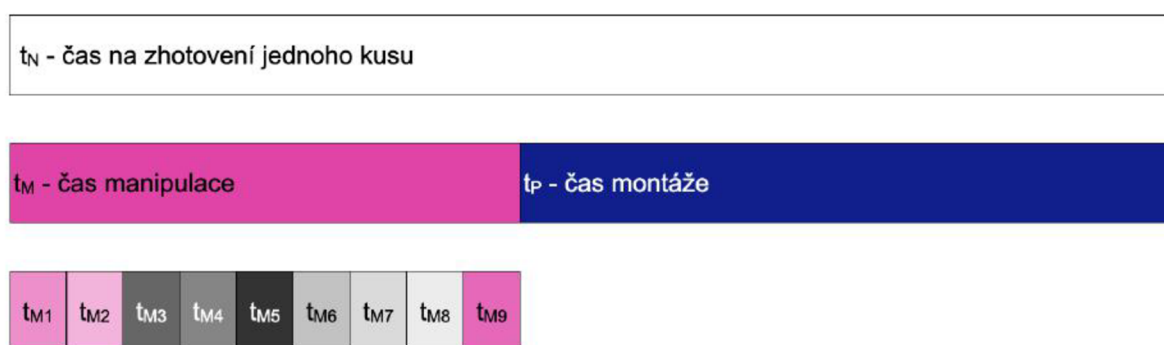 tN - čas na zhotovení jednoho kusu
tM - čas manipulace tP - čas montáže
tM1 tM2 tM3 tM4 tM5 tM6 tM7 tM8 tM9